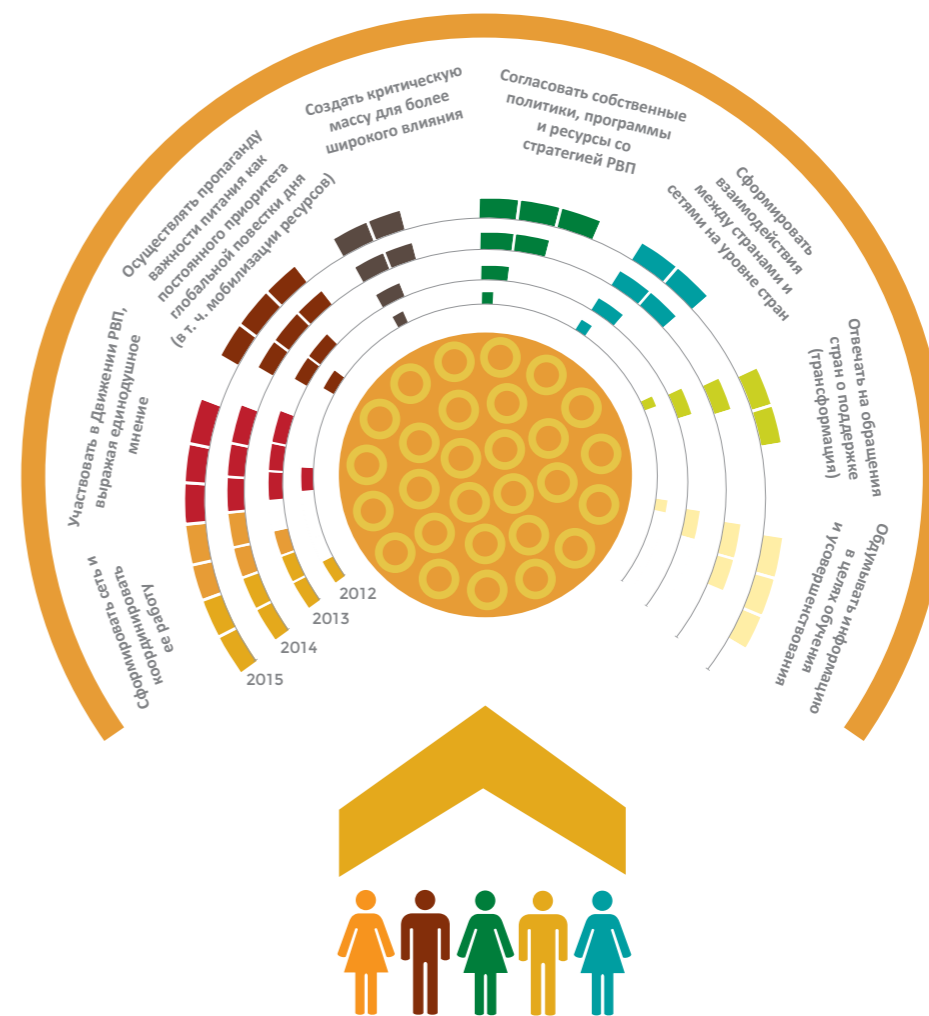 Сформировать сеть и
координировать
ее работу
Участвовать в Движении РВП,
выражая единодушное
мнение
Осуществлять пропаганду
важности питания как
постоянного приоритета
глобальной повестки дня
(в т. ч. мобилизации ресурсов)
Создать критическую
массу для более
широкого влияния
Согласовать собственные
политики, программы
и ресурсы со
стратегией РВП
Сформировать
взаимодействия
между странами и
сетями на уровне стран
Отвечать на обращения
стран о поддержке
(трансформация)
Обдумывать информацию
в целях обучения
и усовершенствования
2012
2013
2014
2015